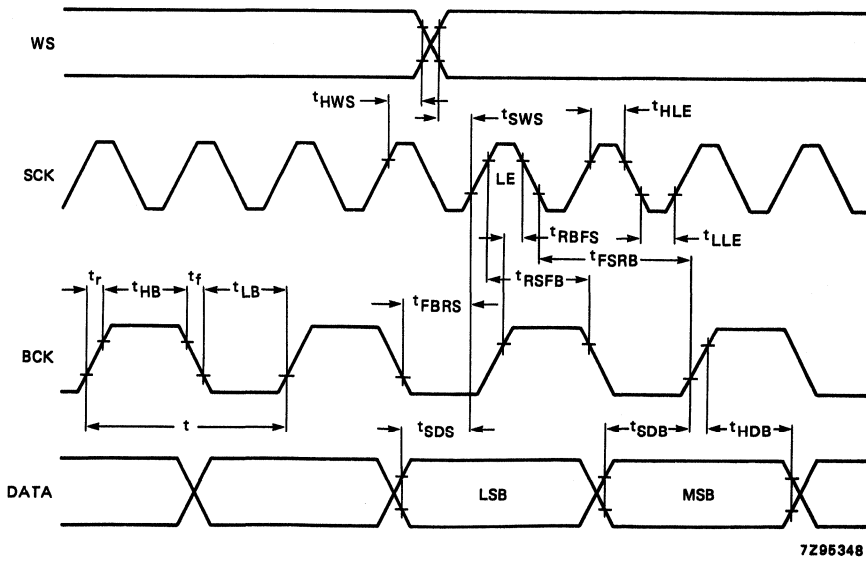 WS
tHWS
tSWS
tHLE
SCK
LE
tRBFS
tLLE
tFSRB
tr
tHB
tf
tLB
tRSFB
tFBRS
BCK
t
tSDS
tSDB
tHDB
DATA
LSB
MSB
7Z95348